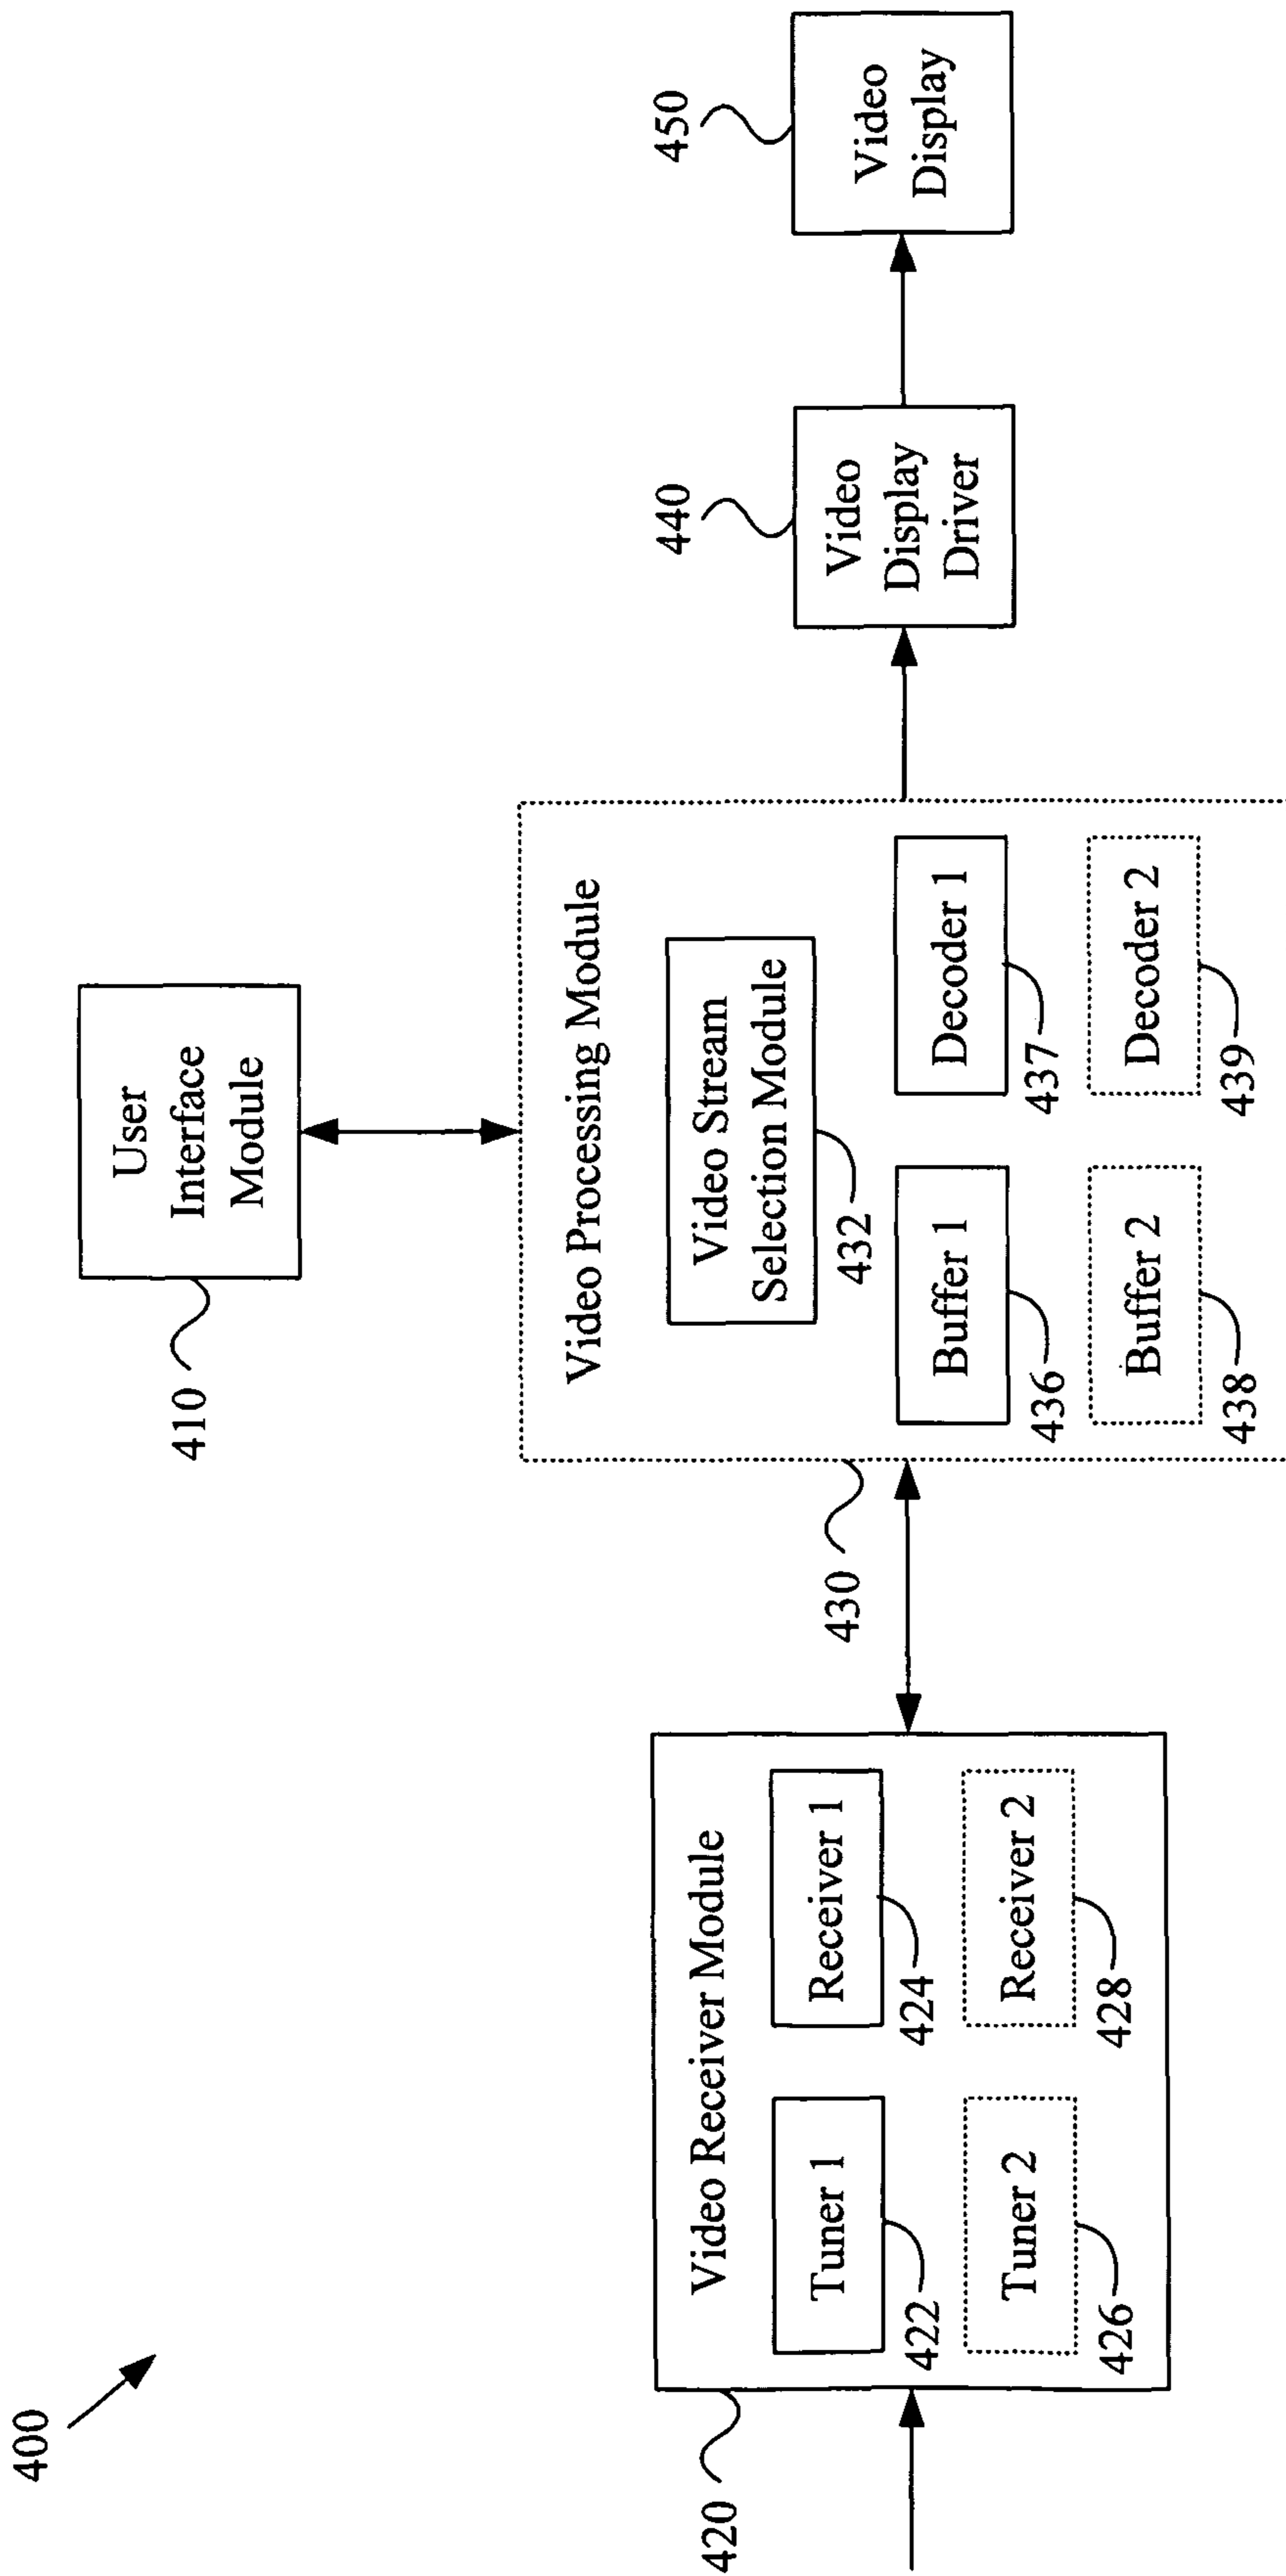 400
User
Interface
Module
410
Video Receiver Module
Tuner 1
Receiver 1
422
424
Tuner 2
Receiver 2
426
428
420
Video Processing Module
Video Stream
Selection Module
432
Buffer 1
Decoder 1
436
437
Buffer 2
Decoder 2
438
439
430
Video
Display
Driver
440
Video
Display
450